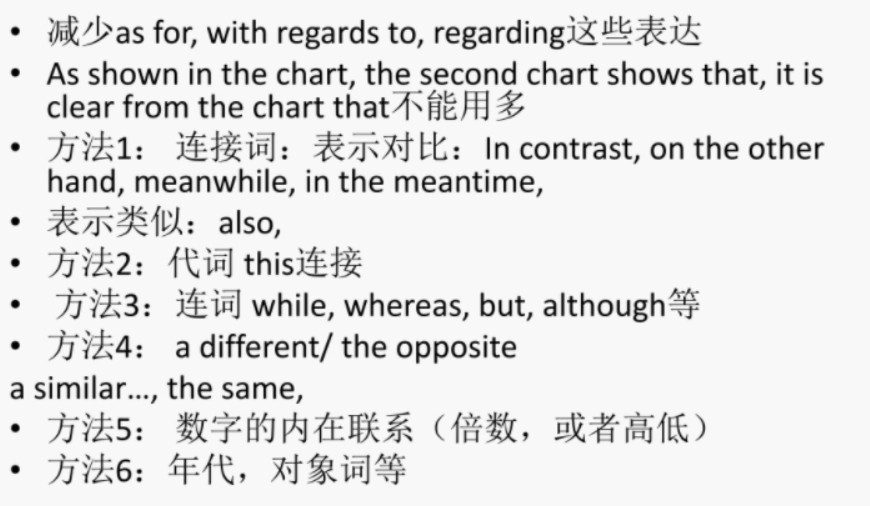 • 减少as for, with regards to, regarding这些表达
• As shown in the chart, the second chart shows that, it is
clear from the chart that不能用多
• 方法1： 连接词：表示对比：In contrast, on the other
hand, meanwhile, in the meantime,
• 表示类似：also,
• 方法2：代词 this连接
• 方法3：连词 while, whereas, but, although等
• 方法4： a different/ the opposite
a similar…, the same,
• 方法5： 数字的内在联系（倍数，或者高低）
• 方法6：年代，对象词等